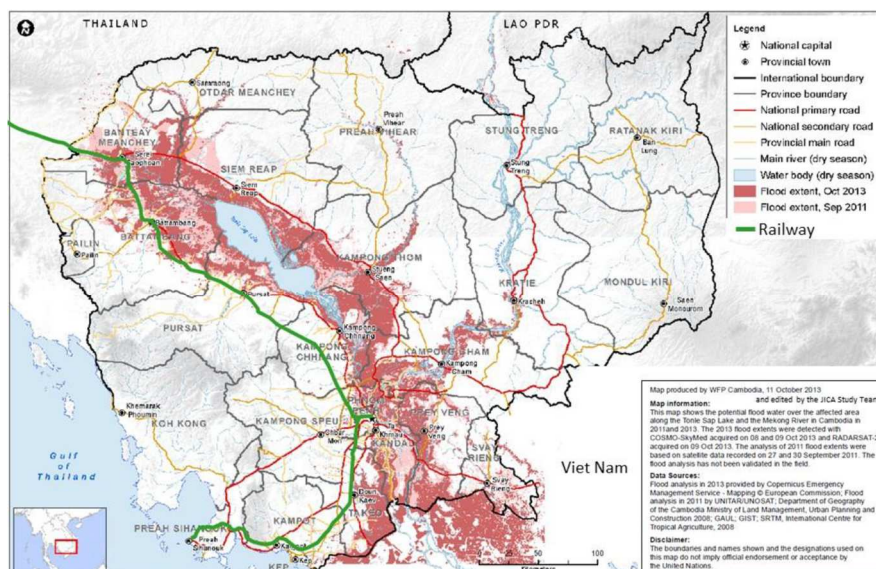 THAILAND
LAO PDR
OTDAR MEANCHEY
BANTEAY
MEANCHEY
PREAH VIHEAR
Preah
Vihear
STUNG TRENG
Stung
Treng
RATANAK KIRI
Ban
Lung
SIEM REAP
Siem
Reap
Battambang
BATTAMBANG
PAILIN
Pailin
KAMPONG THOM
KRATIE
Kracheh
MONDUL KIRI
Saen
Monourom
Pursat
PURSAT
KAMPONG
CHHNANG
Kampong
Chhnang
KAMPONG CHAM
Kampong
Cham
Khemarak
Phoumin
KOH KONG
KAMPONG SPEU
PREY VENG
Prey
Veng
KANDAL
SVAY
RIENG
Svay
Rieng
Viet Nam
Gulf
of
Thailand
PREAH SIHANOUK
Preah
Sihanouk
KAMPOT
Kampot
Kep
KEP
TAKEO
Doun
Kaev
Legend
National capital
Provincial town
International boundary
Province boundary
National primary road
National secondary road
Provincial main road
Main river (dry season)
Water body (dry season)
Flood extent, Oct 2013
Flood extent, Sep 2011
Railway
Map produced by WFP Cambodia, 11 October 2013
and edited by the JICA Study Team
Map information:
This map shows the potential flood water over the affected area
along the Tonle Sap Lake and the Mekong River in Cambodia in
2011and 2013. The 2013 flood extents were detected with
COSMO-SkyMed acquired on 08 and 09 Oct 2013 and RADARSAT-2
acquired on 09 Oct 2013. The analysis of 2011 flood extents were
based on satellite data recorded on 27 and 30 September 2011. The
flood analysis has not been validated in the field.
Data Sources:
Flood analysis in 2013 provided by Copernicus Emergency
Management Service - Mapping © European Commission; Flood
analysis in 2011 by UNITAR/UNOSAT; Department of Geography
of the Cambodia Ministry of Land Management, Urban Planning and
Construction 2008; GAUL; GIST; SRTM, International Centre for
Tropical Agriculture, 2008
Disclaimer:
The boundaries and names shown and the designations used on
this map do not imply official endorsement or acceptance by
the United Nations.